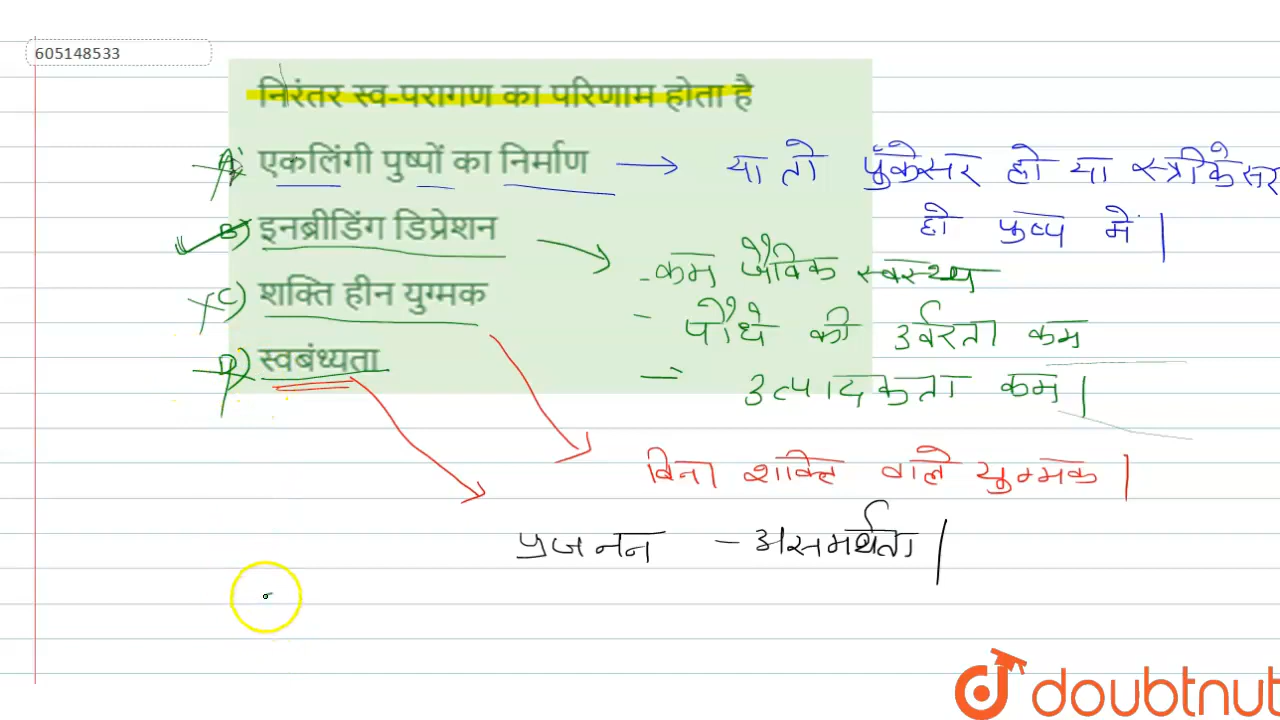 605148533
निरंतर स्व-परागण का परिणाम होता है
A) एकलिंगी पुष्पों का निर्माण → या तो पुंकेसर हो या स्त्रीकेसर
हो पुष्प में |
B) इनब्रीडिंग डिप्रेशन
- कम जैविक स्वस्थ्य
C) शक्ति हीन युग्मक
- पौधे की उर्वरता कम
D) स्वबंध्यता
- उत्पादकता कम |
बिना शक्ति वाले युग्मक |
प्रजनन - असमर्थता |
doubtnut